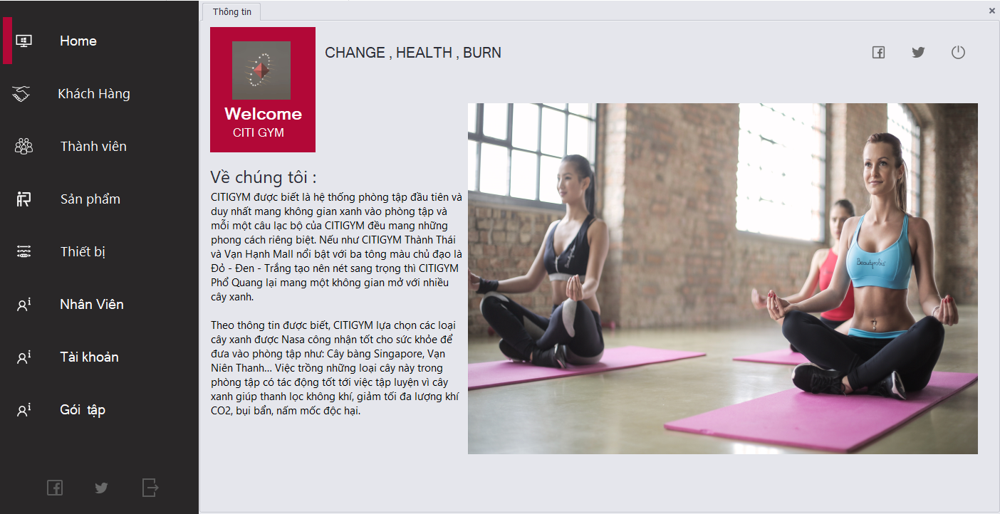 Home
Khách Hàng
Thành viên
Sản phẩm
Thiết bị
Nhân Viên
Tài khoản
Gói tập
Thông tin
Welcome
CITI GYM
CHANGE , HEALTH , BURN
Về chúng tôi :
CITIGYM được biết là hệ thống phòng tập đầu tiên và
duy nhất mang không gian xanh vào phòng tập và
mỗi một câu lạc bộ của CITIGYM đều mang những
phong cách riêng biệt. Nếu như CITIGYM Thành Thái
và Vạn Hạnh Mall nổi bật với ba tông màu chủ đạo là
Đỏ - Đen - Trắng tạo nên nét sang trọng thì CITIGYM
Phổ Quang lại mang một không gian mở với nhiều
cây xanh.
Theo thông tin được biết, CITIGYM lựa chọn các loại
cây xanh được Nasa công nhận tốt cho sức khỏe để
đưa vào phòng tập như: Cây bàng Singapore, Vạn
Niên Thanh... Việc trồng những loại cây này trong
phòng tập có tác động tốt tới việc tập luyện vì cây
xanh giúp thanh lọc không khí, giảm tối đa lượng khí
CO2, bụi bẩn, nấm mốc độc hại.